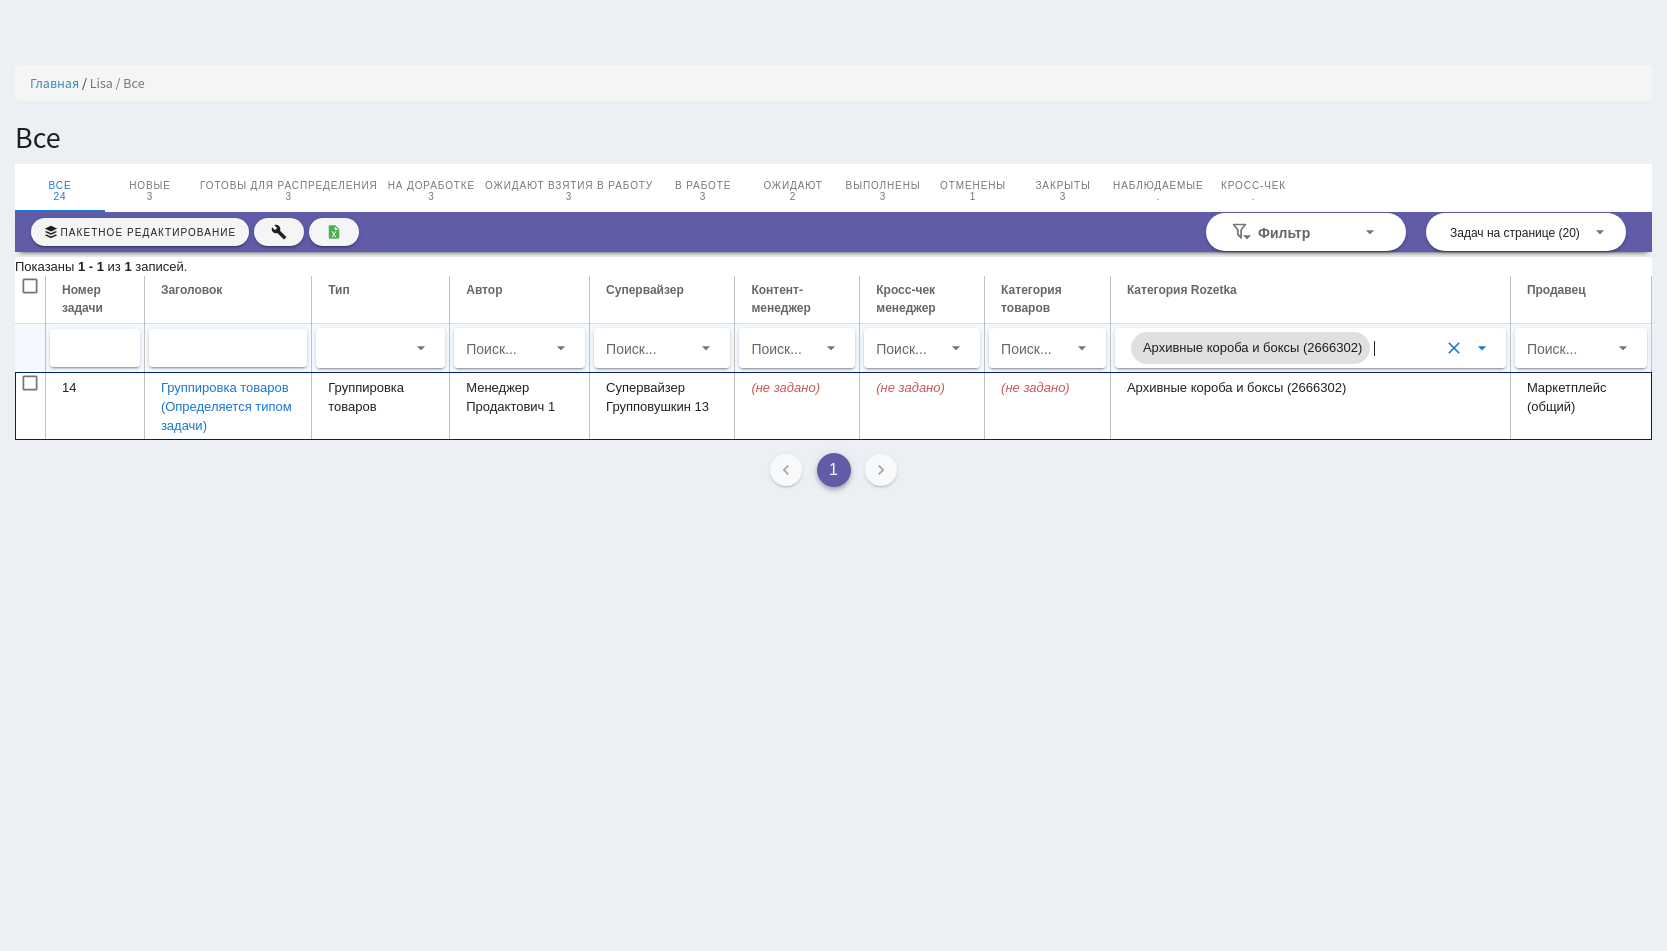 Главная / Lisa / Все
Все
ВСЕ НОВЫЕ ГОТОВЫ ДЛЯ РАСПРЕДЕЛЕНИЯ НА ДОРАБОТКЕ ОЖИДАЮТ ВЗЯТИЯ В РАБОТУ В РАБОТЕ ОЖИДАЮТ ВЫПОЛНЕНЫ ОТМЕНЕНЫ ЗАКРЫТЫ НАБЛЮДАЕМЫЕ КРОСС-ЧЕК
24 3 3 3 3 3 2 3 1 3 . .
ПАКЕТНОЕ РЕДАКТИРОВАНИЕ Фильтр Задач на странице (20)
Показаны 1 - 1 из 1 записей.
Номер Заголовок Тип Автор Супервайзер Контент- Кросс-чек Категория Категория Rozetka Продавец
задачи менеджер менеджер товаров
Поиск... Поиск... Поиск... Поиск... Поиск... Архивные короба и боксы (2666302) Поиск...
14 Группировка товаров Группировка Менеджер Супервайзер (не задано) (не задано) (не задано) Архивные короба и боксы (2666302) Маркетплейс
(Определяется типом товаров Продактович 1 Групповушкин 13 (общий)
задачи)
1